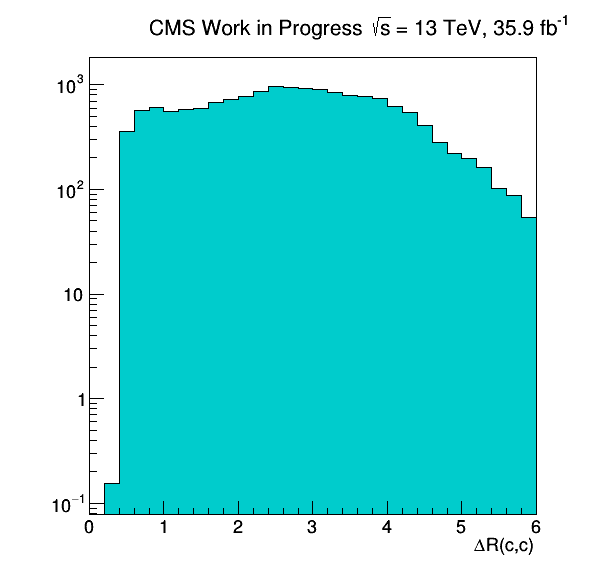 CMS Work in Progress √s = 13 TeV, 35.9 fb⁻¹
10³
10²
10
1
10⁻¹
0 1 2 3 4 5 6
ΔR(c,c)